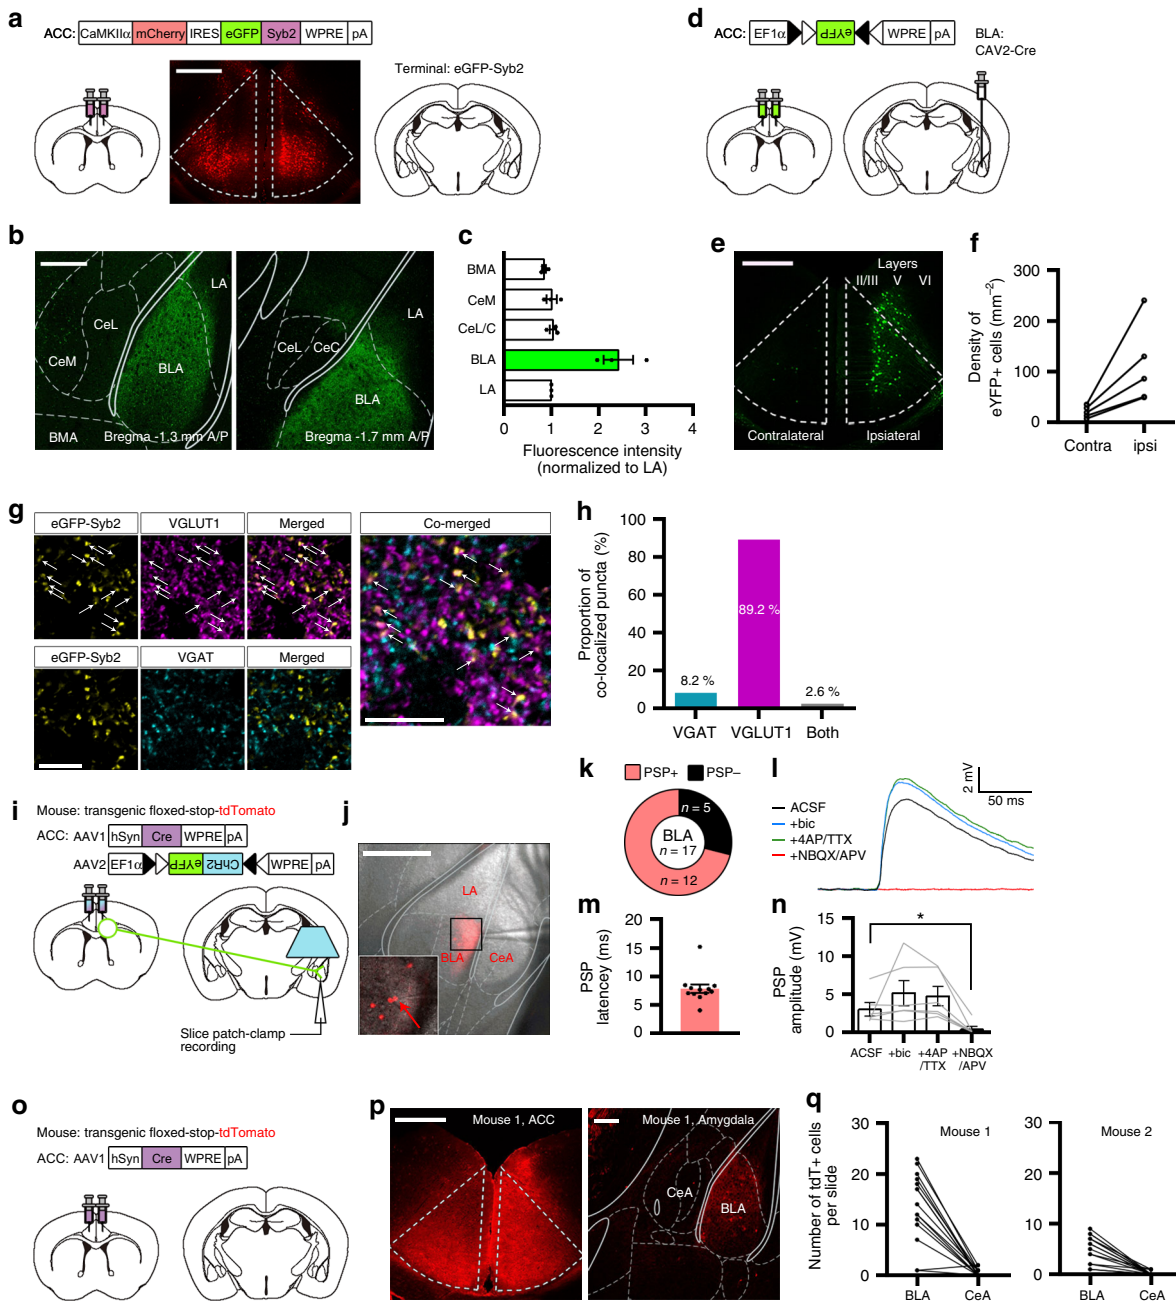 a
ACC: CaMKIIα mCherry IRES eGFP Syb2 WPRE pA
Terminal: eGFP-Syb2
d
ACC: EF1α eYFP WPRE pA
BLA:
CAV2-Cre
b
LA
CeL
CeM
BLA
BMA
Bregma -1.3 mm A/P
LA
CeL
CeC
BLA
Bregma -1.7 mm A/P
c
BMA
CeM
CeL/C
BLA
LA
0 1 2 3 4
Fluorescence intensity
(normalized to LA)
e
Layers
II/III V VI
Contralateral
Ipsiateral
f
Density of
eYFP+ cells (mm⁻²)
300
200
100
0
Contra ipsi
g
eGFP-Syb2 VGLUT1 Merged Co-merged
eGFP-Syb2 VGAT Merged
h
Proportion of
co-localized puncta (%)
100
80
60
40
20
0
8.2 %
89.2 %
2.6 %
VGAT VGLUT1 Both
i
Mouse: transgenic floxed-stop-tdTomato
ACC: AAV1 hSyn Cre WPRE pA
AAV2 EF1α eYFP ChR2 WPRE pA
Slice patch-clamp
recording
j
LA
BLA
CeA
k
PSP+ PSP–
n = 5
BLA
n = 17
n = 12
l
ACSF
+bic
+4AP/TTX
+NBQX/APV
2 mV
50 ms
m
PSP
latencey (ms)
20
15
10
5
0
n
PSP
amplitude (mV)
15
10
5
0
*
ACSF +bic +4AP +NBQX
/TTX /APV
o
Mouse: transgenic floxed-stop-tdTomato
ACC: AAV1 hSyn Cre WPRE pA
p
Mouse 1, ACC
Mouse 1, Amygdala
CeA
BLA
q
Number of tdT+ cells
per slide
30
20
10
0
Mouse 1
BLA CeA
30
20
10
0
Mouse 2
BLA CeA